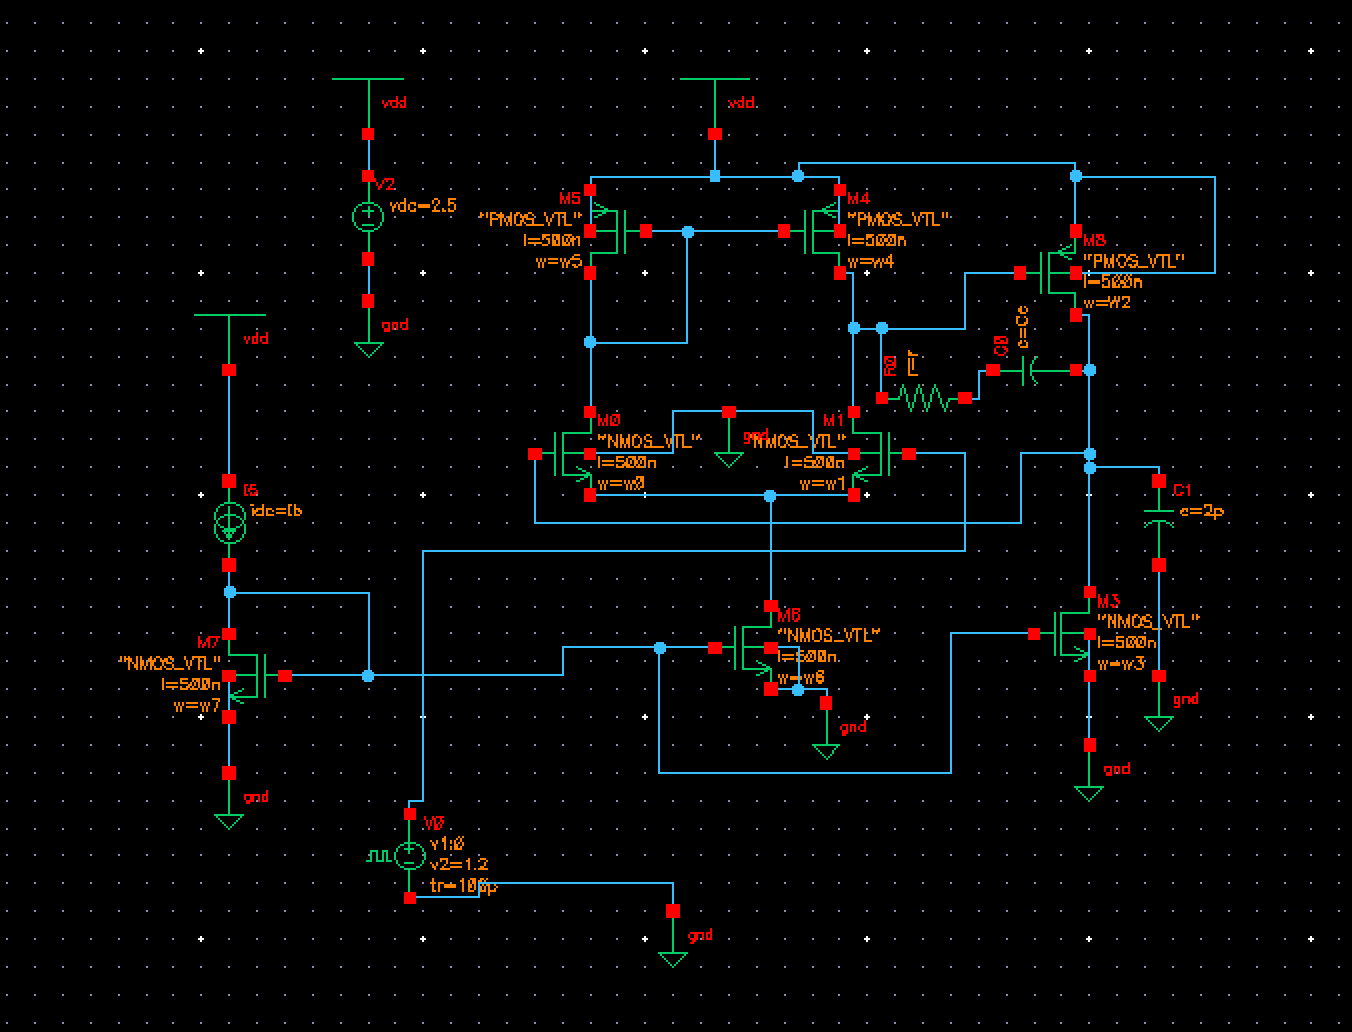 vdd
vdd
V2
vdc=2.5
gnd
M5
"PMOS_VTL"
l=500n
w=w5
M4
"PMOS_VTL"
l=500n
w=w4
M8
"PMOS_VTL"
l=500n
w=W2
vdd
C0
c=Cc
R0
M0
"NMOS_VTL"
l=500n
w=w0
gnd
M1
"NMOS_VTL"
l=500n
w=w1
I5
idc=Ib
C1
c=2p
M7
"NMOS_VTL"
l=500n
w=w7
M6
"NMOS_VTL"
l=500n
w=w6
M3
"NMOS_VTL"
l=500n
w=w3
gnd
gnd
gnd
gnd
V0
v1:0
v2=1.2
tr=100p
gnd